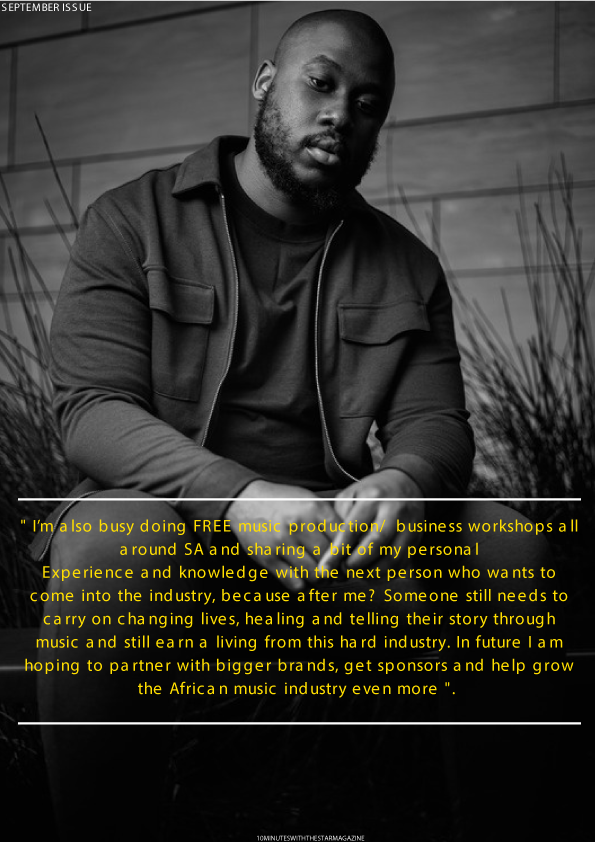 SEPTEMBER ISSUE
" I'm also busy doing FREE music production/ business workshops all
around SA and sharing a bit of my personal
Experience and knowledge with the next person who wants to
come into the industry, because after me? Someone still needs to
carry on changing lives, healing and telling their story through
music and still earn a living from this hard industry. In future I am
hoping to partner with bigger brands, get sponsors and help grow
the African music industry even more ".
10MINUTESWITHTHESTARMAGAZINE